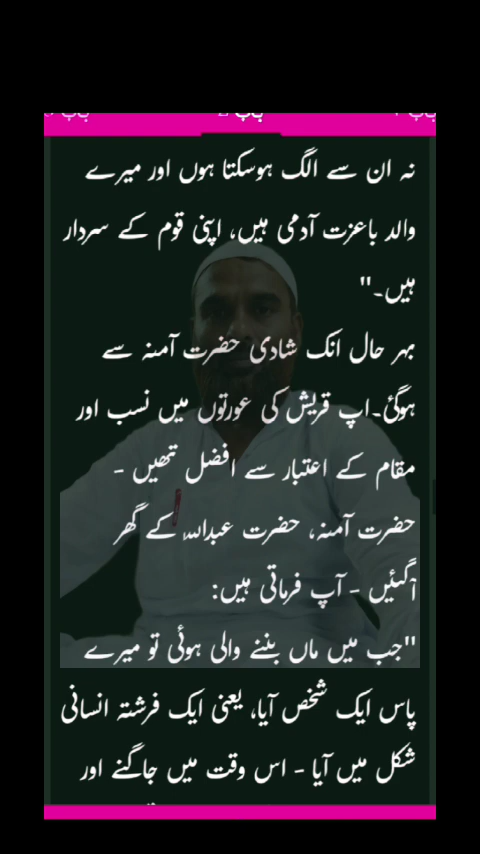 نہ ان سے الگ ہوسکتا ہوں اور میرے
والد باعزت آدمی ہیں، اپنی قوم کے سردار
ہیں۔"
بہر حال انک شادی حضرت آمنہ سے
ہوگئ۔اپ قریش کی عورتوں میں نسب اور
مقام کے اعتبار سے افضل تھیں -
حضرت آمنہ، حضرت عبداللہ کے گھر
آگئیں - آپ فرماتی ہیں:
"جب میں ماں بننے والی ہوئی تو میرے
پاس ایک شخص آیا، یعنی ایک فرشتہ انسانی
شکل میں آیا - اس وقت میں جاگنے اور